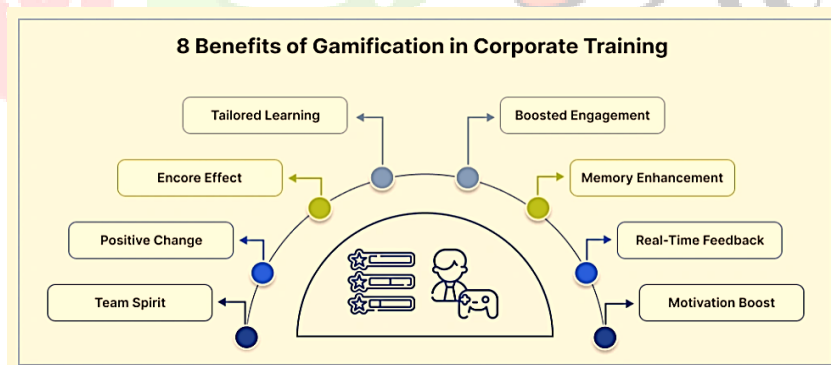 8 Benefits of Gamification in Corporate Training
Tailored Learning
Boosted Engagement
Encore Effect
Memory Enhancement
Positive Change
Real-Time Feedback
Team Spirit
Motivation Boost